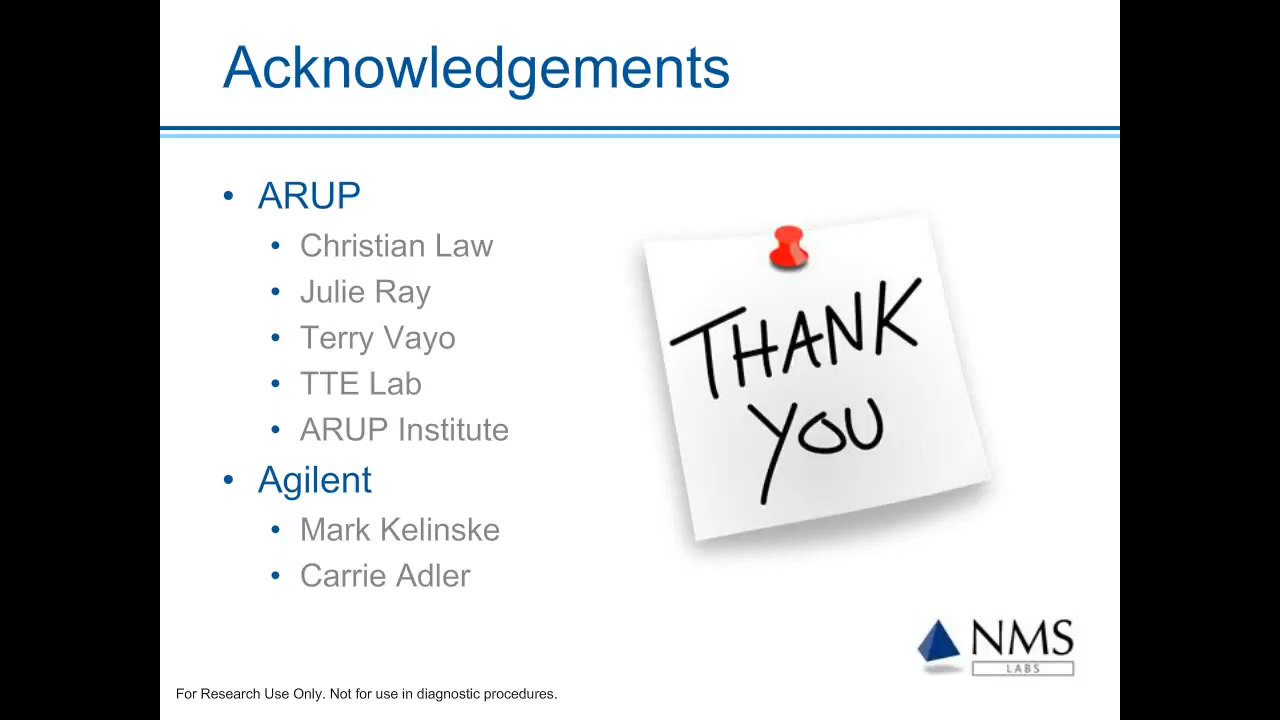 Acknowledgements
• ARUP
• Christian Law
• Julie Ray
• Terry Vayo
• TTE Lab
• ARUP Institute
• Agilent
• Mark Kelinske
• Carrie Adler
THANK
YOU
NMS
LABS
For Research Use Only. Not for use in diagnostic procedures.